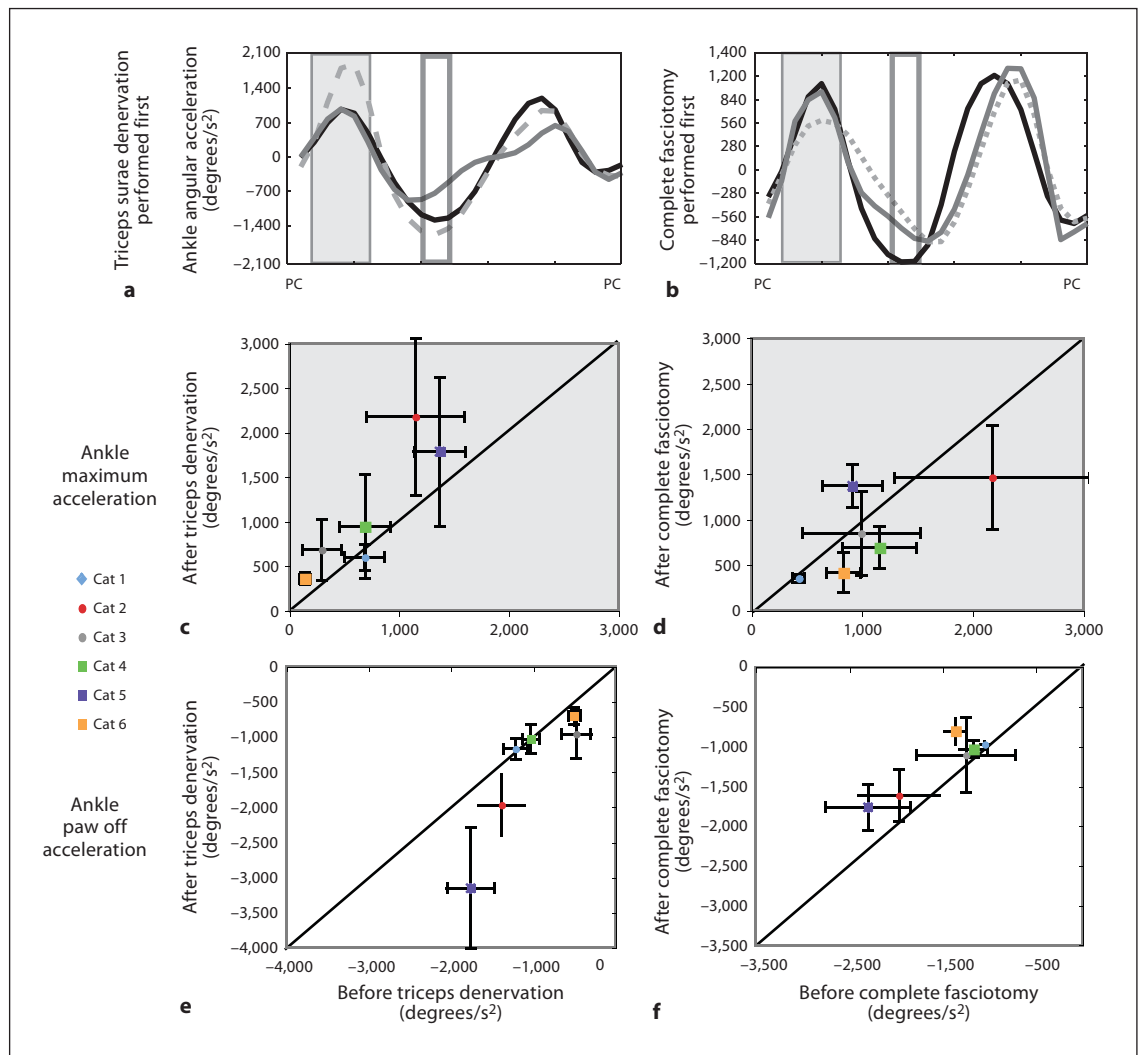 Triceps surae denervation
performed first
Ankle angular acceleration
(degrees/s2)
2,100
1,400
700
0
–700
–1,400
–2,100
PC
PC
a
Complete fasciotomy
performed first
1,400
1,200
840
560
280
0
–280
–560
–840
–1,200
PC
PC
b
Ankle
maximum
acceleration
After triceps denervation
(degrees/s2)
3,000
2,500
2,000
1,500
1,000
500
0
0
1,000
2,000
3,000
c
After complete fasciotomy
(degrees/s2)
3,000
2,500
2,000
1,500
1,000
500
0
0
1,000
2,000
3,000
d
Cat 1
Cat 2
Cat 3
Cat 4
Cat 5
Cat 6
Ankle
paw off
acceleration
After triceps denervation
(degrees/s2)
0
–500
–1,000
–1,500
–2,000
–2,500
–3,000
–3,500
–4,000
–4,000
–3,000
–2,000
–1,000
0
Before triceps denervation
(degrees/s2)
e
After complete fasciotomy
(degrees/s2)
0
–500
–1,000
–1,500
–2,000
–2,500
–3,000
–3,500
–3,500
–2,500
–1,500
–500
Before complete fasciotomy
(degrees/s2)
f